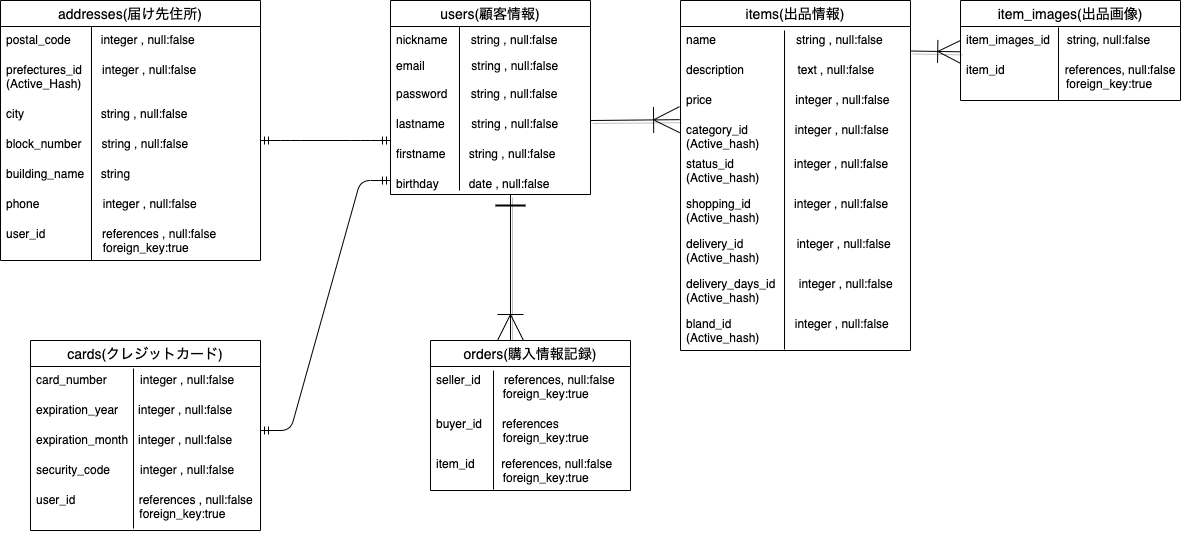 addresses(届け先住所)
postal_code integer , null:false
prefectures_id integer , null:false
(Active_Hash)
city string , null:false
block_number string , null:false
building_name string
phone integer , null:false
user_id references , null:false
foreign_key:true
users(顧客情報)
nickname string , null:false
email string , null:false
password string , null:false
lastname string , null:false
firstname string , null:false
birthday date , null:false
items(出品情報)
name string , null:false
description text , null:false
price integer , null:false
category_id integer , null:false
(Active_hash)
status_id integer , null:false
(Active_hash)
shopping_id integer , null:false
(Active_hash)
delivery_id integer , null:false
(Active_hash)
delivery_days_id integer , null:false
(Active_hash)
bland_id integer , null:false
(Active_hash)
item_images(出品画像)
item_images_id string, null:false
item_id references, null:false
foreign_key:true
cards(クレジットカード)
card_number integer , null:false
expiration_year integer , null:false
expiration_month integer , null:false
security_code integer , null:false
user_id references , null:false
foreign_key:true
orders(購入情報記録)
seller_id references, null:false
foreign_key:true
buyer_id references
foreign_key:true
item_id references, null:false
foreign_key:true